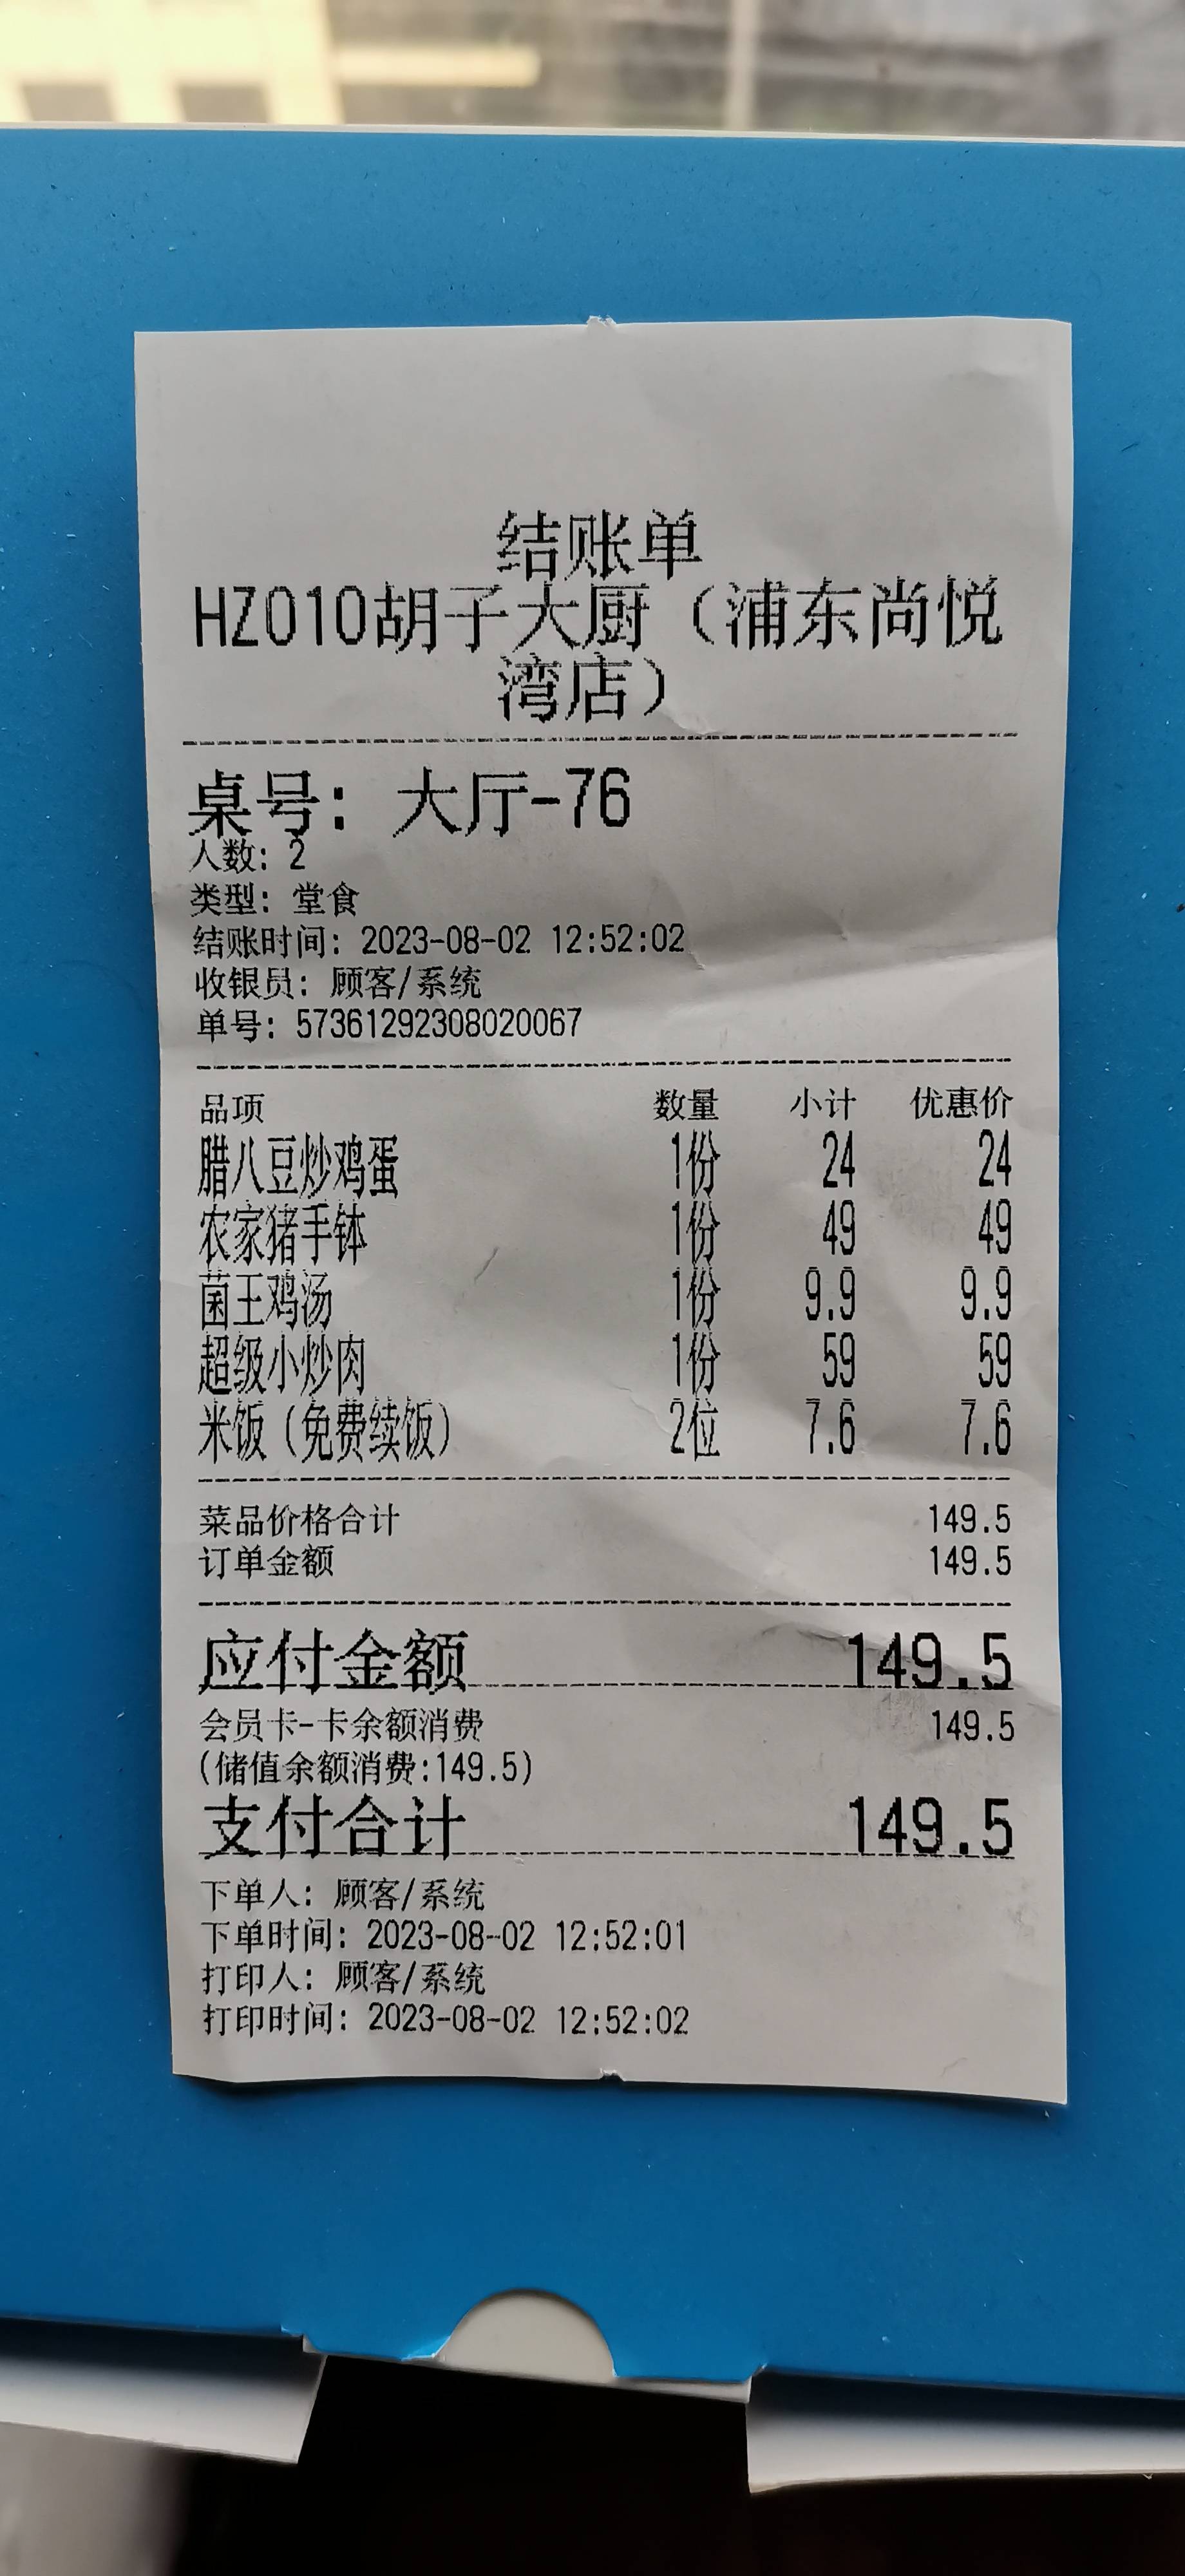 结账单
HZ010胡子大厨（浦东尚悦
湾店）
桌号：大厅-76
人数：2
类型：堂食
结账时间：2023-08-02 12:52:02
收银员：顾客/系统
单号：57361292308020067
品项 数量 小计 优惠价
腊八豆炒鸡蛋 1份 24 24
农家猪手钵 1份 49 49
菌王鸡汤 1份 9.9 9.9
超级小炒肉 1份 59 59
米饭（免费续饭） 2位 7.6 7.6
菜品价格合计 149.5
订单金额 149.5
应付金额 149.5
会员卡-卡余额消费 149.5
(储值余额消费:149.5)
支付合计 149.5
下单人：顾客/系统
下单时间：2023-08-02 12:52:01
打印人：顾客/系统
打印时间：2023-08-02 12:52:02